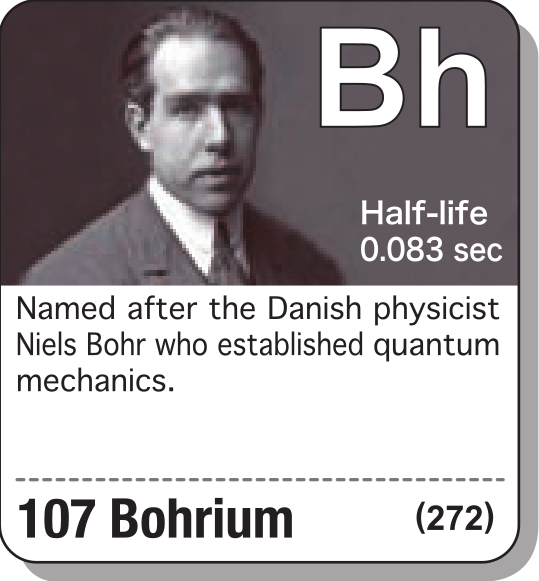 Bh
Half-life
0.083 sec
Named after the Danish physicist
Niels Bohr who established quantum
mechanics.
107 Bohrium (272)